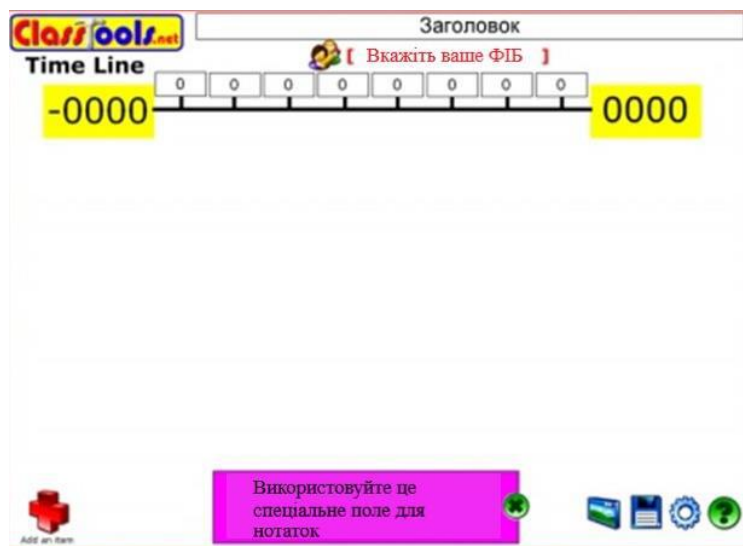 ClassTools.net
Заголовок
Time Line
[ Вкажіть ваше ФІБ ]
0 0 0 0 0 0 0 0
-0000
0000
Використовуйте це
спеціальне поле для
нотаток
Add an item